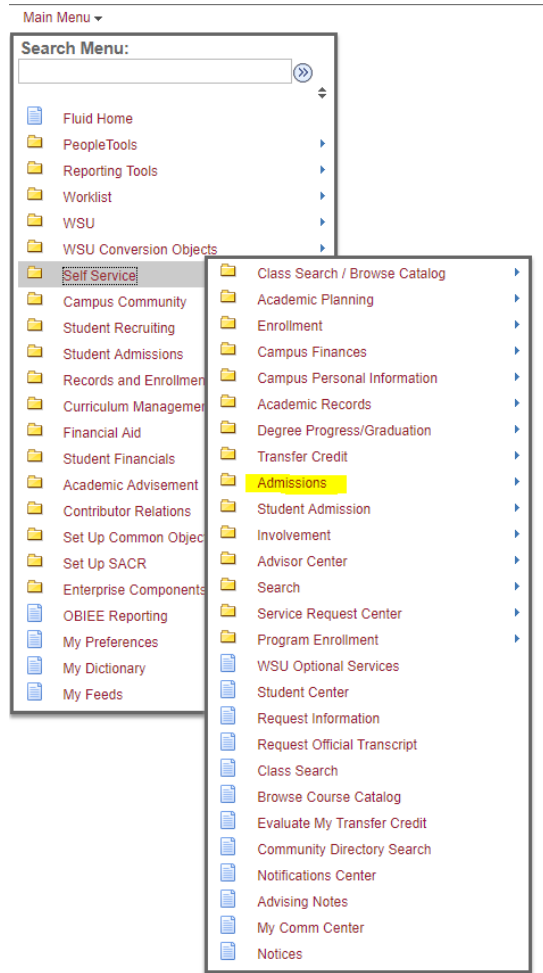 Main Menu
Search Menu:
Fluid Home
PeopleTools
Reporting Tools
Worklist
WSU
WSU Conversion Objects
Self Service
Campus Community
Student Recruiting
Student Admissions
Records and Enrollmen
Curriculum Managemer
Financial Aid
Student Financials
Academic Advisement
Contributor Relations
Set Up Common Objec
Set Up SACR
Enterprise Components
OBIEE Reporting
My Preferences
My Dictionary
My Feeds
Class Search / Browse Catalog
Academic Planning
Enrollment
Campus Finances
Campus Personal Information
Academic Records
Degree Progress/Graduation
Transfer Credit
Admissions
Student Admission
Involvement
Advisor Center
Search
Service Request Center
Program Enrollment
WSU Optional Services
Student Center
Request Information
Request Official Transcript
Class Search
Browse Course Catalog
Evaluate My Transfer Credit
Community Directory Search
Notifications Center
Advising Notes
My Comm Center
Notices